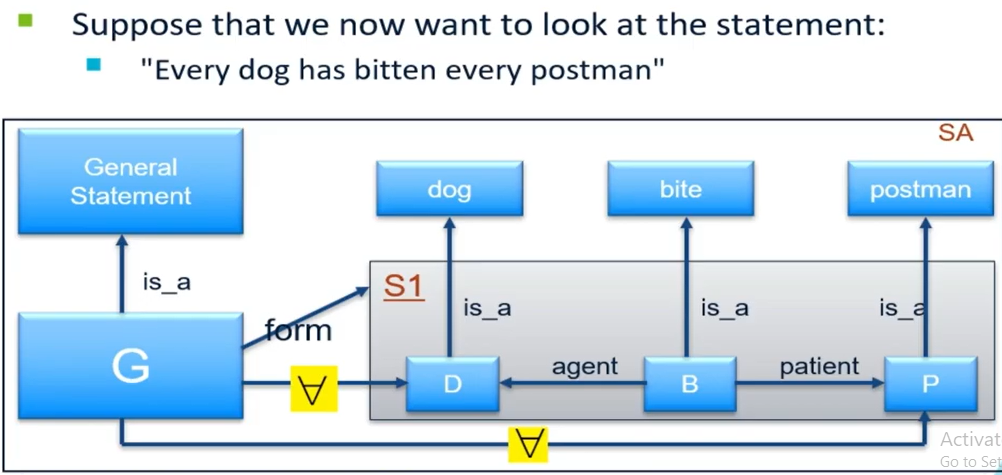 Suppose that we now want to look at the statement:
"Every dog has bitten every postman"
SA
General
Statement
dog
bite
postman
is_a
S1
is_a
is_a
is_a
form
G
∀
D
agent
B
patient
P
∀
Activat
Go to Set